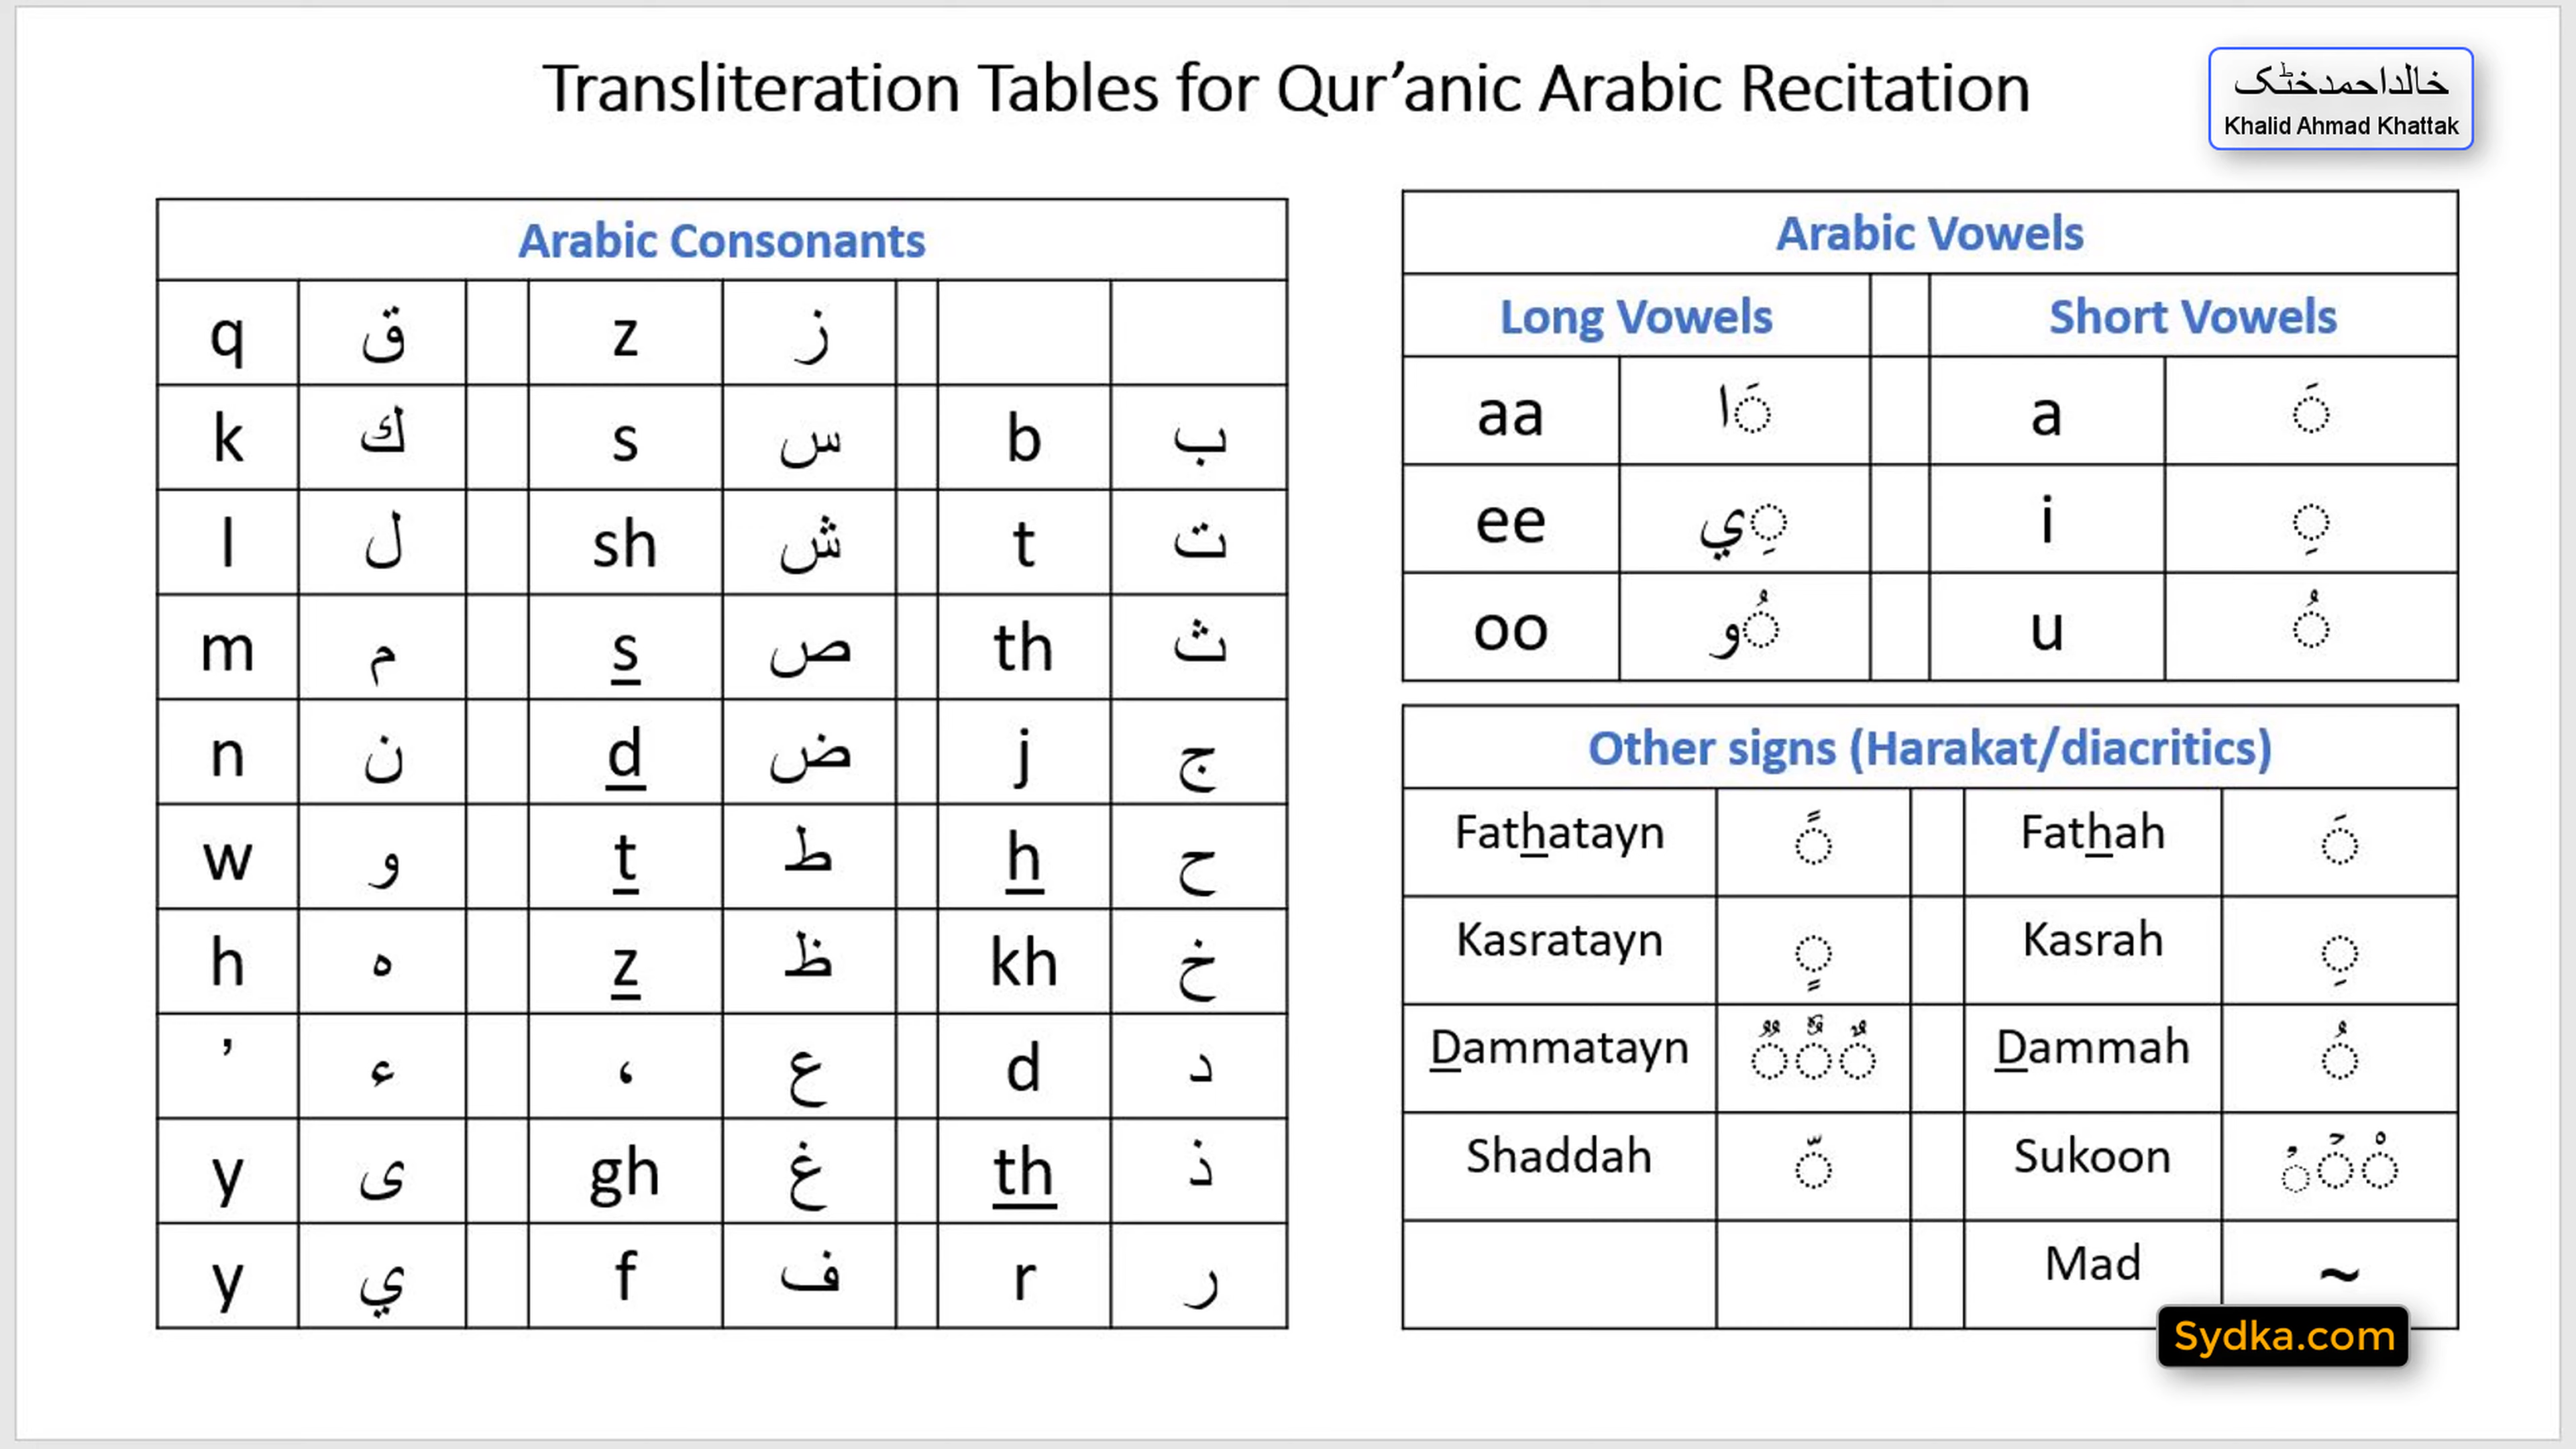 Transliteration Tables for Qur’anic Arabic Recitation
خالداحمدخٹک
Khalid Ahmad Khattak
Arabic Consonants
q ق z ز
k ك s س b ب
l ل sh ش t ت
m م s ص th ث
n ن d ض j ج
w و t ط h ح
h ه z ظ kh خ
’ ء ، ع d د
y ى gh غ th ذ
y ي f ف r ر
Arabic Vowels
Long Vowels Short Vowels
aa ◌َا a ◌َ
ee ◌ِي i ◌ِ
oo ◌ُو u ◌ُ
Other signs (Harakat/diacritics)
Fathatayn ◌ً Fathah ◌َ
Kasratayn ◌ٍ Kasrah ◌ِ
Dammatayn Dammah ◌ُ
Shaddah ◌ّ Sukoon
Mad ~
Sydka.com